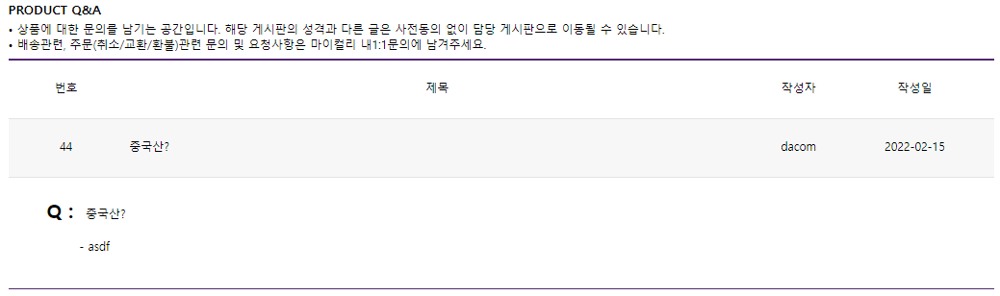 PRODUCT Q&A
• 상품에 대한 문의를 남기는 공간입니다. 해당 게시판의 성격과 다른 글은 사전동의 없이 담당 게시판으로 이동될 수 있습니다.
• 배송관련, 주문(취소/교환/환불)관련 문의 및 요청사항은 마이컬리 내1:1문의에 남겨주세요.
번호 제목 작성자 작성일
44 중국산? dacom 2022-02-15
Q : 중국산?
- asdf